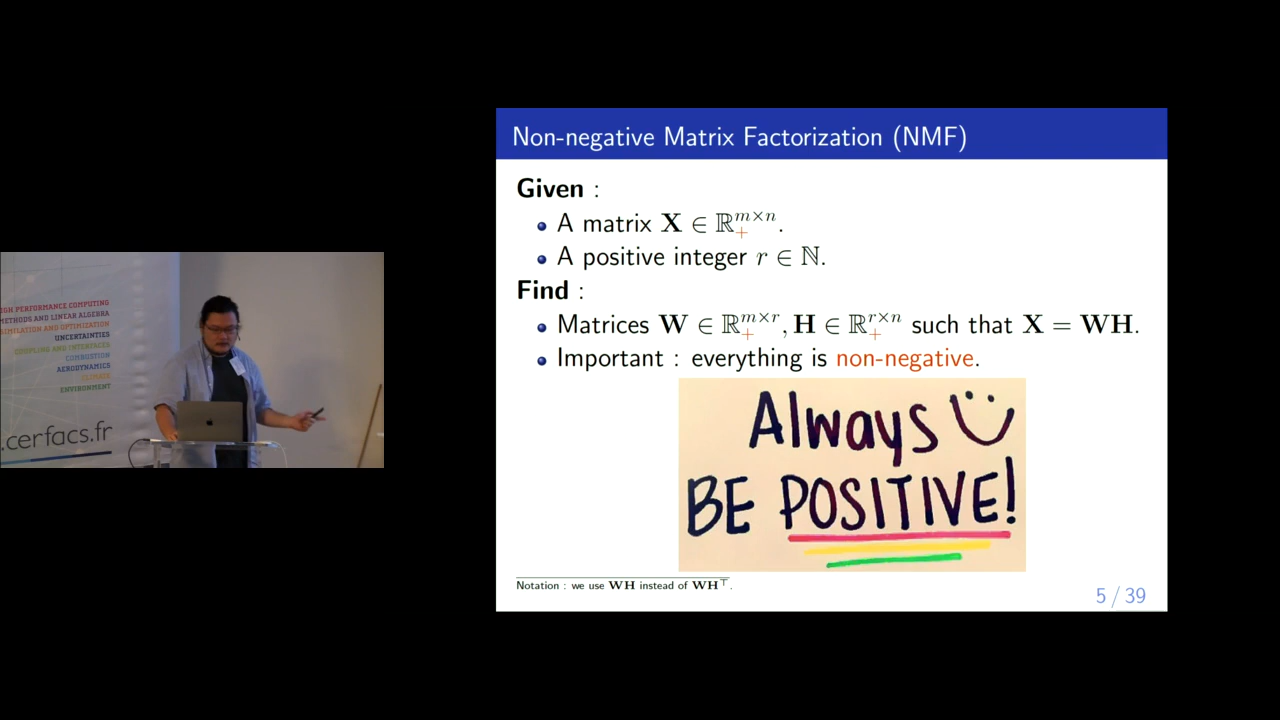 HIGH PERFORMANCE COMPUTING
METHODS AND LINEAR ALGEBRA
SIMULATION AND OPTIMIZATION
UNCERTAINTIES
COUPLING AND INTERFACES
COMBUSTION
AERODYNAMICS
CLIMATE
ENVIRONMENT
.cerfacs.fr
Non-negative Matrix Factorization (NMF)
Given :
A matrix X ∈ ℝ₊^{m×n}.
A positive integer r ∈ ℕ.
Find :
Matrices W ∈ ℝ₊^{m×r}, H ∈ ℝ₊^{r×n} such that X = WH.
Important : everything is non-negative.
Always
BE POSITIVE!
Notation : we use WH instead of WH^⊤.
5 / 39